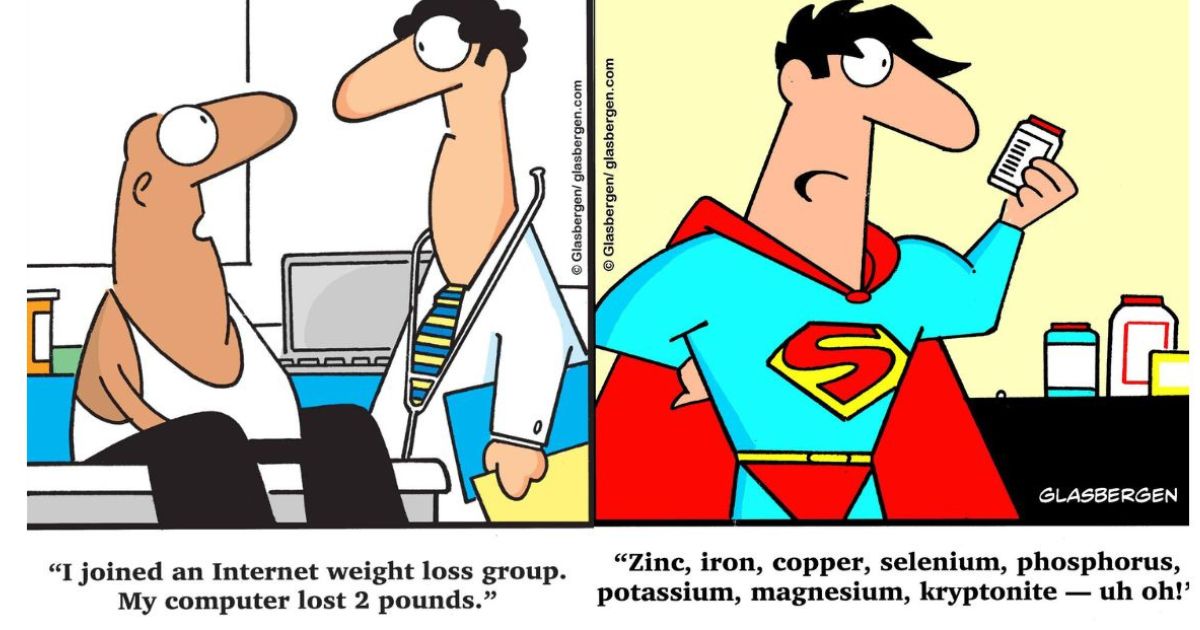 © Glasbergen/ glasbergen.com
“I joined an Internet weight loss group.
My computer lost 2 pounds.”
© Glasbergen/ glasbergen.com
S
GLASBERGEN
“Zinc, iron, copper, selenium, phosphorus,
potassium, magnesium, kryptonite — uh oh!’